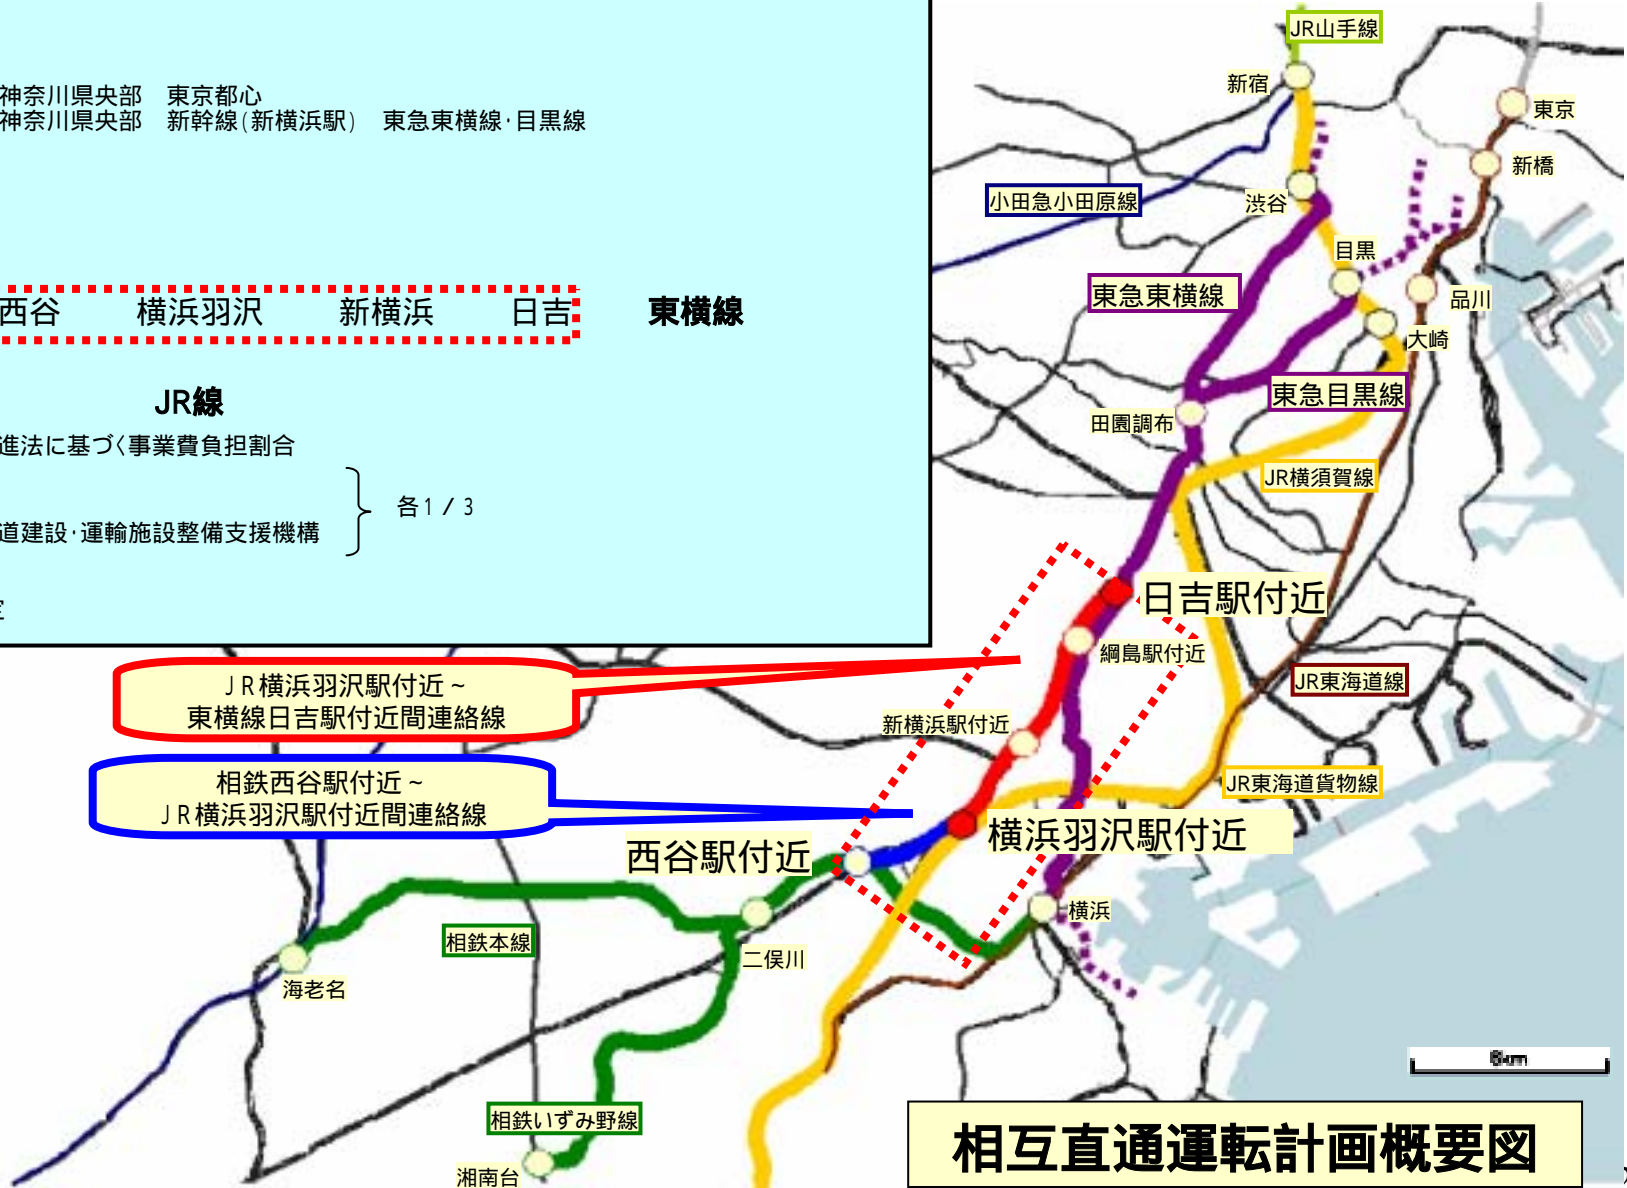 神奈川県央部　東京都心
神奈川県央部　新幹線(新横浜駅)　東急東横線・目黒線
西谷　横浜羽沢　新横浜　日吉　東横線
JR線
進法に基づく事業費負担割合
各1／3
道建設・運輸施設整備支援機構
JR山手線
新宿
東京
新橋
小田急小田原線
渋谷
目黒
東急東横線
品川
大崎
東急目黒線
田園調布
JR横須賀線
日吉駅付近
綱島駅付近
JR東海道線
JR横浜羽沢駅付近～
東横線日吉駅付近間連絡線
新横浜駅付近
相鉄西谷駅付近～
JR横浜羽沢駅付近間連絡線
JR東海道貨物線
横浜羽沢駅付近
西谷駅付近
横浜
相鉄本線
二俣川
海老名
相鉄いずみ野線
湘南台
相互直通運転計画概要図